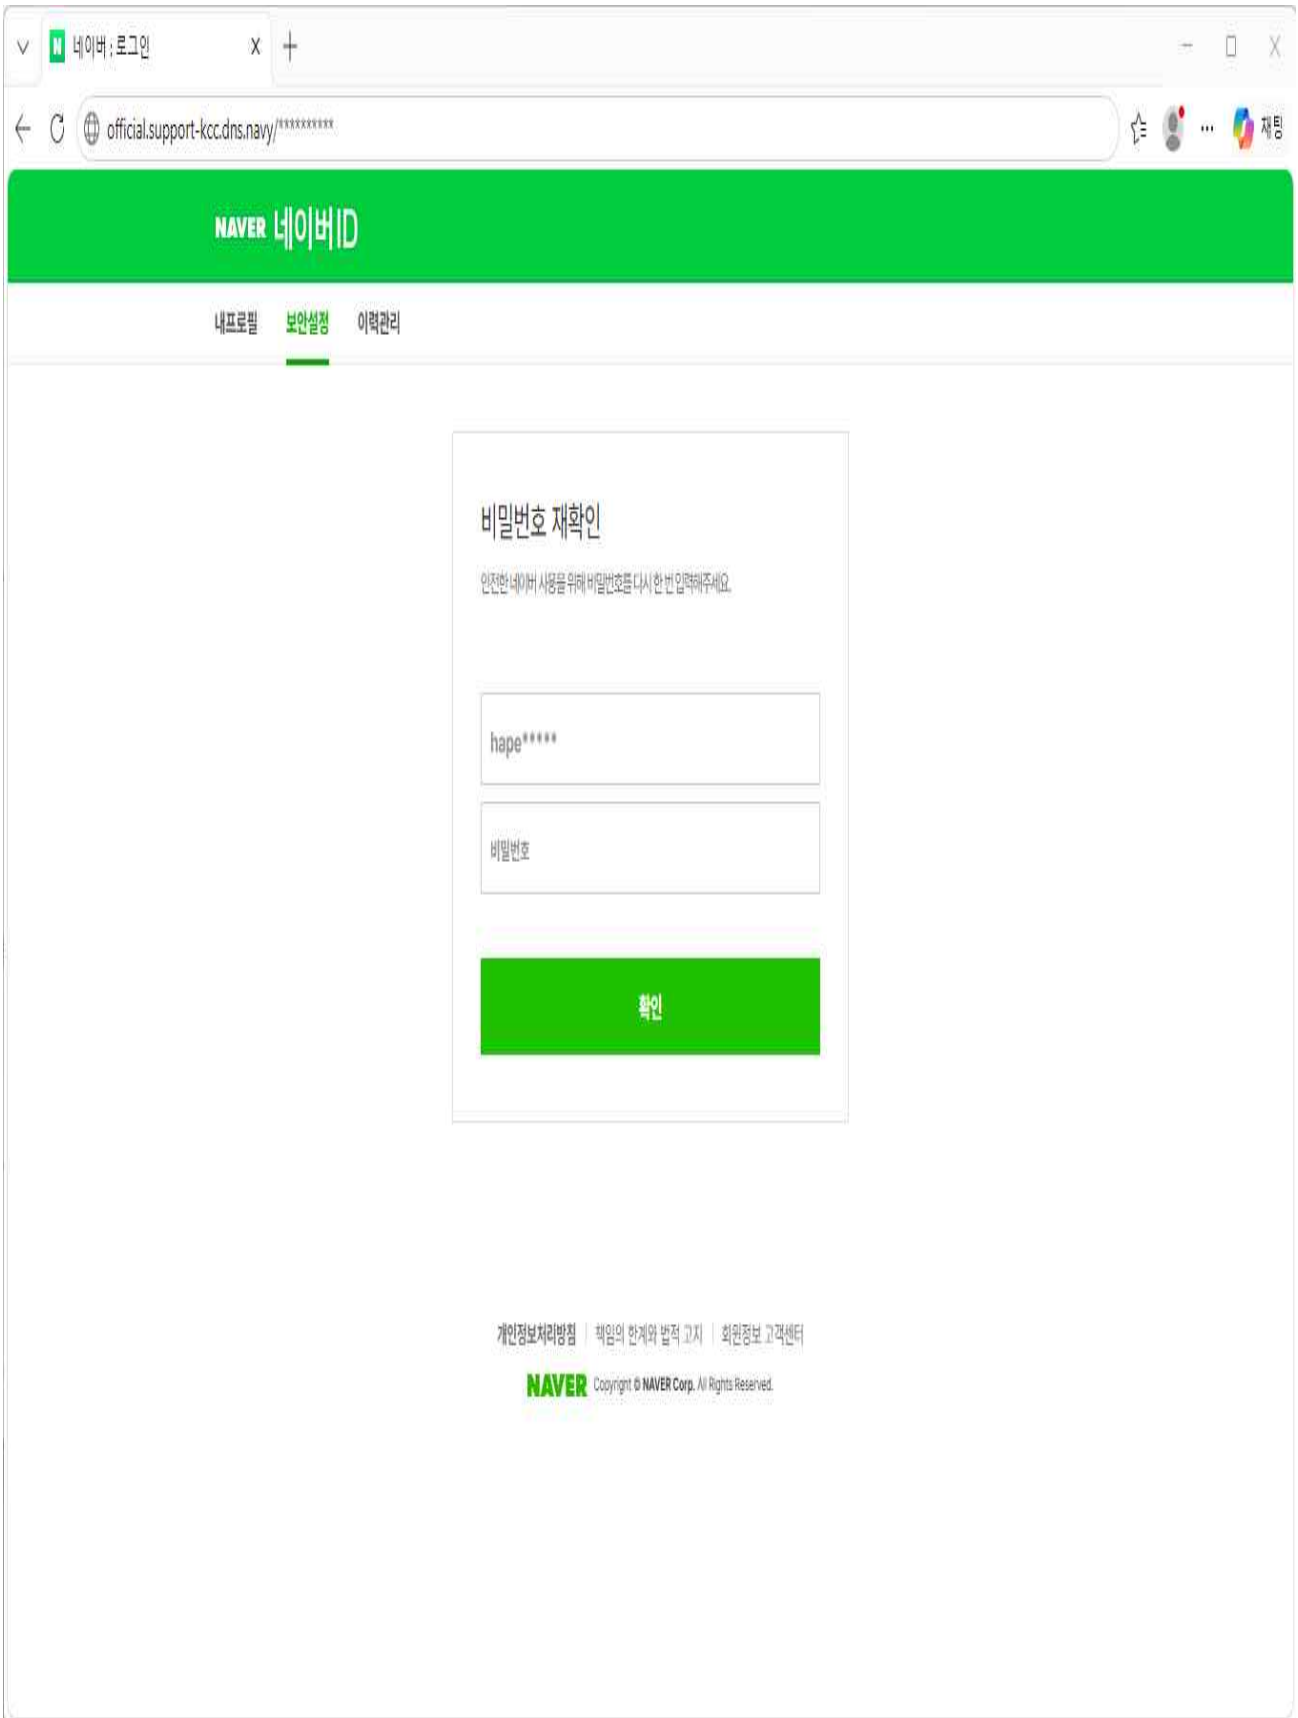 네이버 : 로그인
official.support-kcc.dns.navy/**********
채팅
NAVER 네이버 ID
내프로필 보안설정 이력관리
비밀번호 재확인
안전한 네이버 사용을 위해 비밀번호를 다시 한 번 입력해주세요.
hape*****
비밀번호
확인
개인정보처리방침 | 책임의 한계와 법적 고지 | 회원정보 고객센터
NAVER Copyright © NAVER Corp. All Rights Reserved.